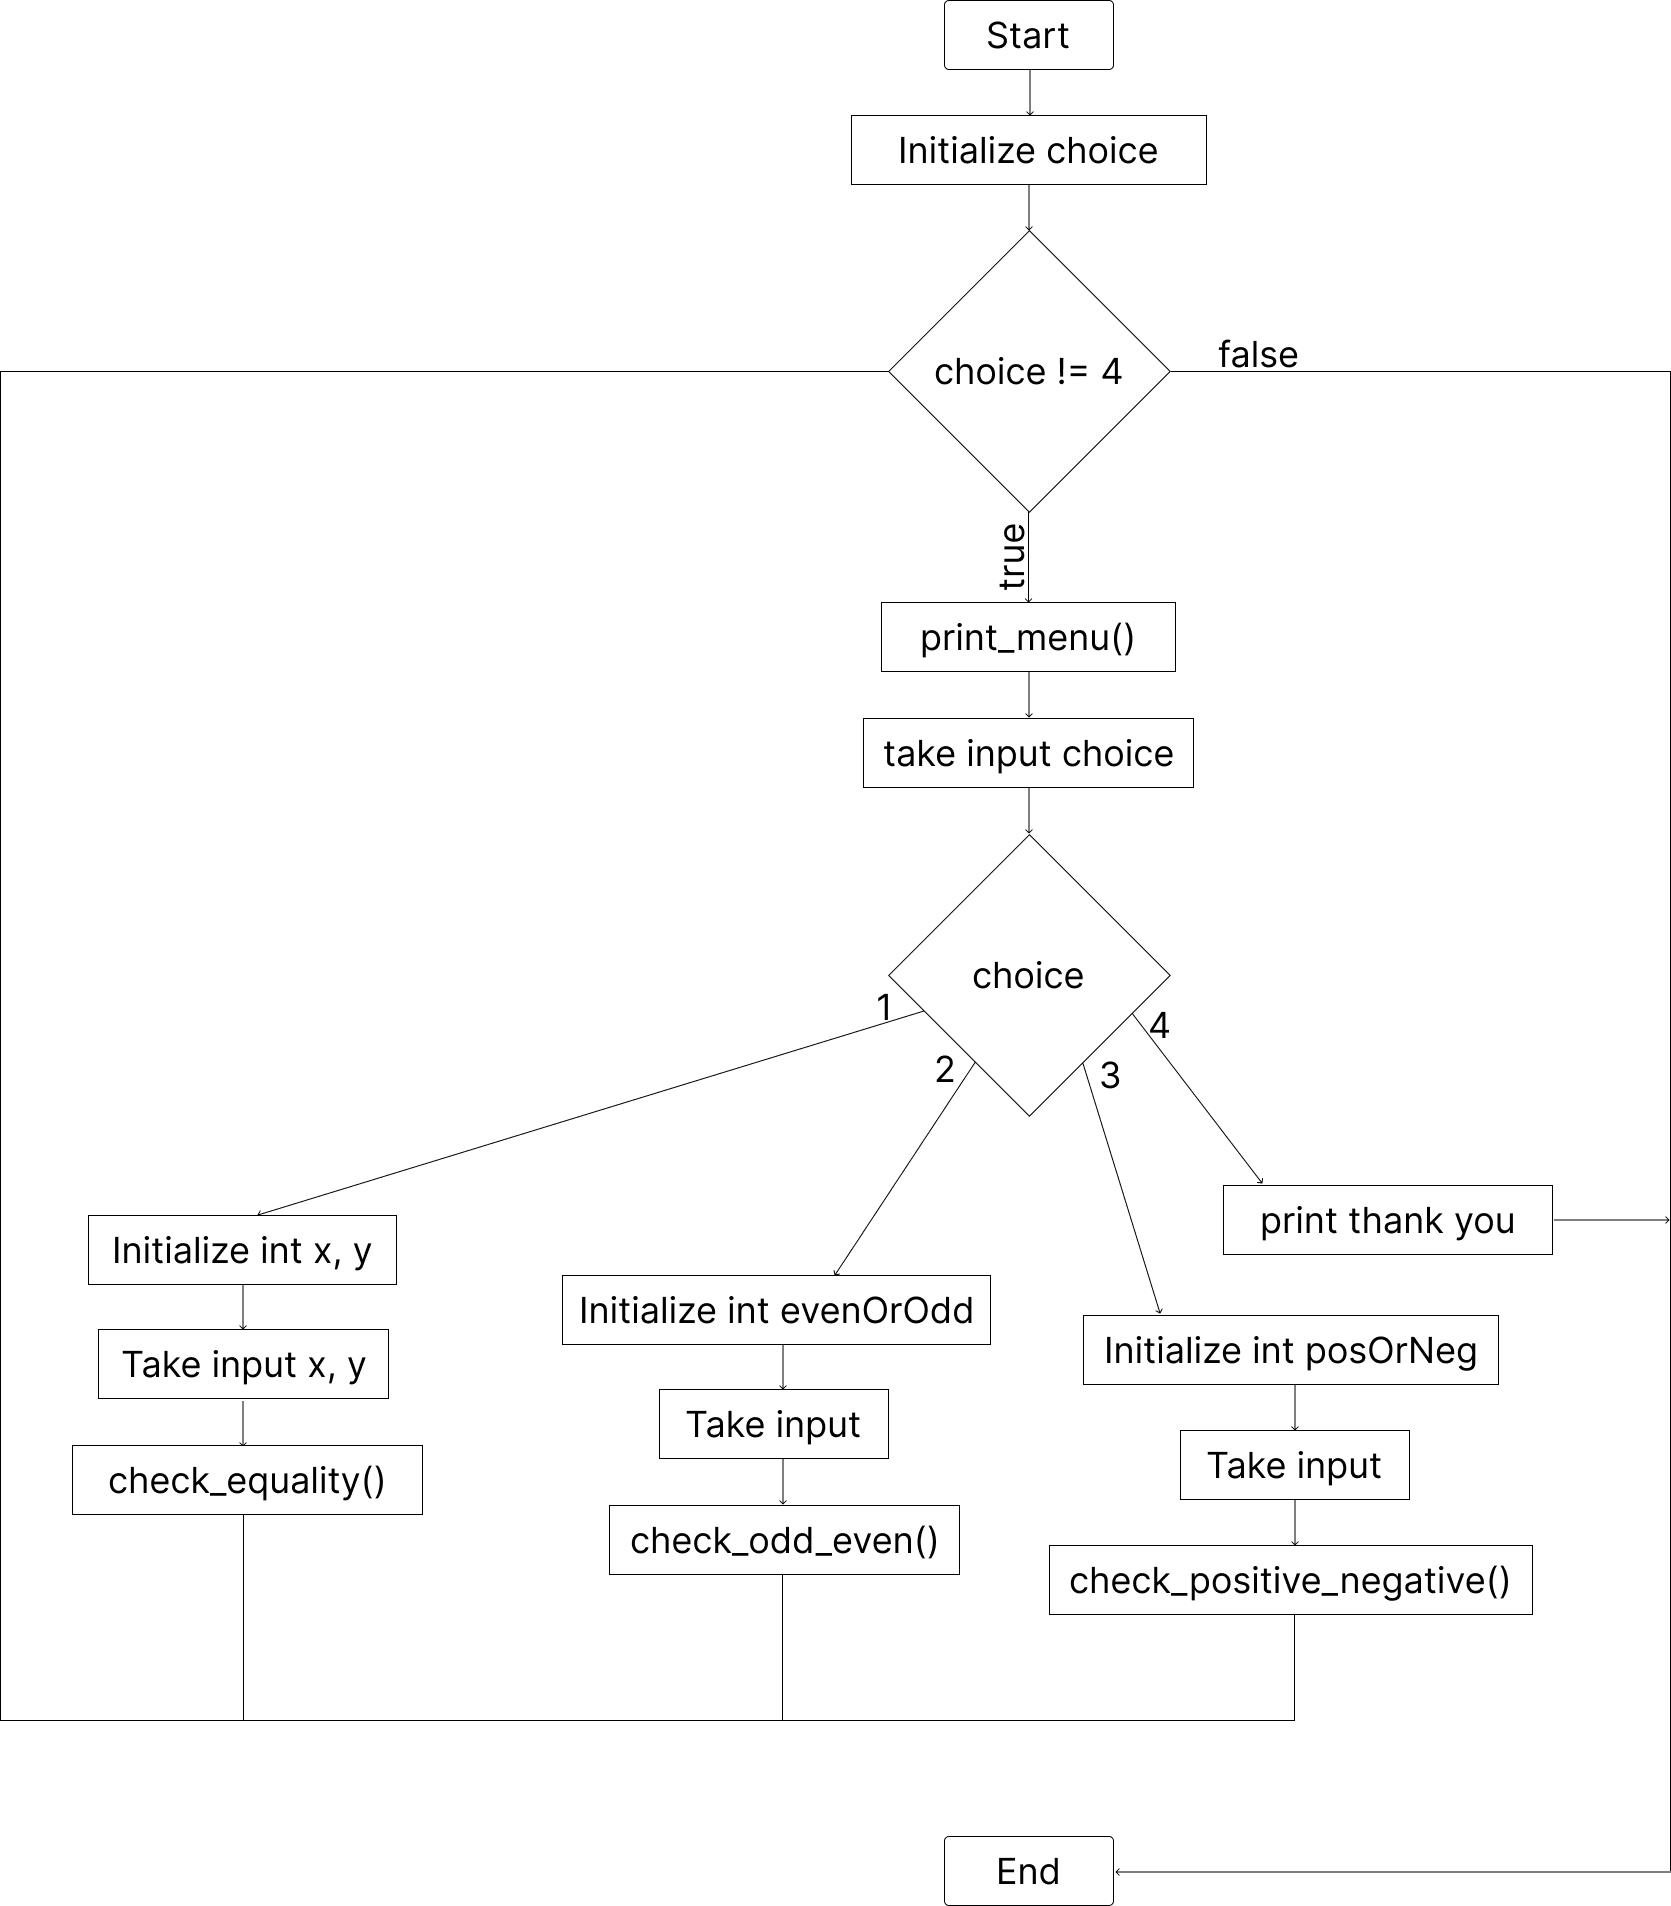 Start
Initialize choice
choice != 4
false
true
print_menu()
take input choice
choice
1
2
3
4
print thank you
Initialize int x, y
Take input x, y
check_equality()
Initialize int evenOrOdd
Take input
check_odd_even()
Initialize int posOrNeg
Take input
check_positive_negative()
End